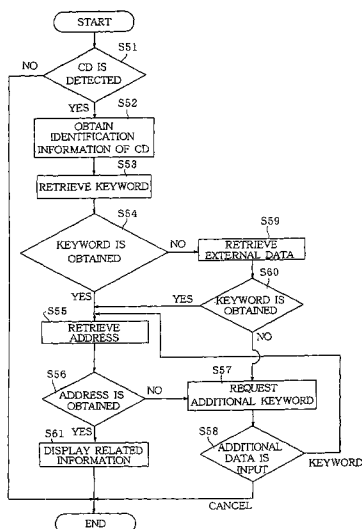 START
S51
NO
CD IS
DETECTED
YES
S52
OBTAIN
IDENTIFICATION
INFORMATION OF CD
S53
RETRIEVE KEYWORD
S54
KEYWORD IS
OBTAINED
NO
S59
RETRIEVE
EXTERNAL DATA
S60
YES
YES
KEYWORD IS
OBTAINED
S55
RETRIEVE
ADDRESS
NO
S57
S56
ADDRESS IS
OBTAINED
NO
REQUEST
ADDITIONAL KEYWORD
YES
S58
S61
DISPLAY RELATED
INFORMATION
ADDITIONAL
DATA IS
INPUT
KEYWORD
CANCEL
END